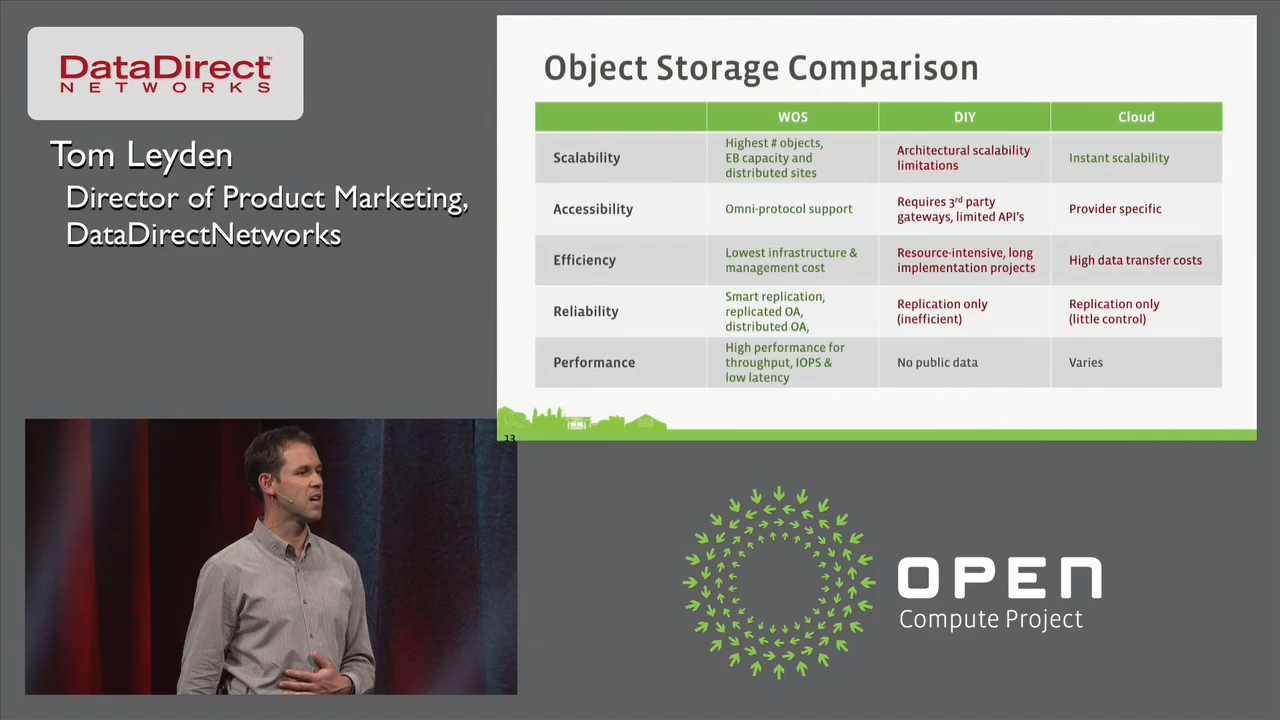 DataDirect™
NETWORKS
Tom Leyden
Director of Product Marketing,
DataDirectNetworks
Object Storage Comparison
WOS DIY Cloud
Scalability
Highest # objects,
EB capacity and
distributed sites
Architectural scalability
limitations
Instant scalability
Accessibility
Omni-protocol support
Requires 3rd party
gateways, limited API's
Provider specific
Efficiency
Lowest infrastructure &
management cost
Resource-intensive, long
implementation projects
High data transfer costs
Reliability
Smart replication,
replicated OA,
distributed OA,
Replication only
(inefficient)
Replication only
(little control)
Performance
High performance for
throughput, IOPS &
low latency
No public data
Varies
13
OPEN
Compute Project